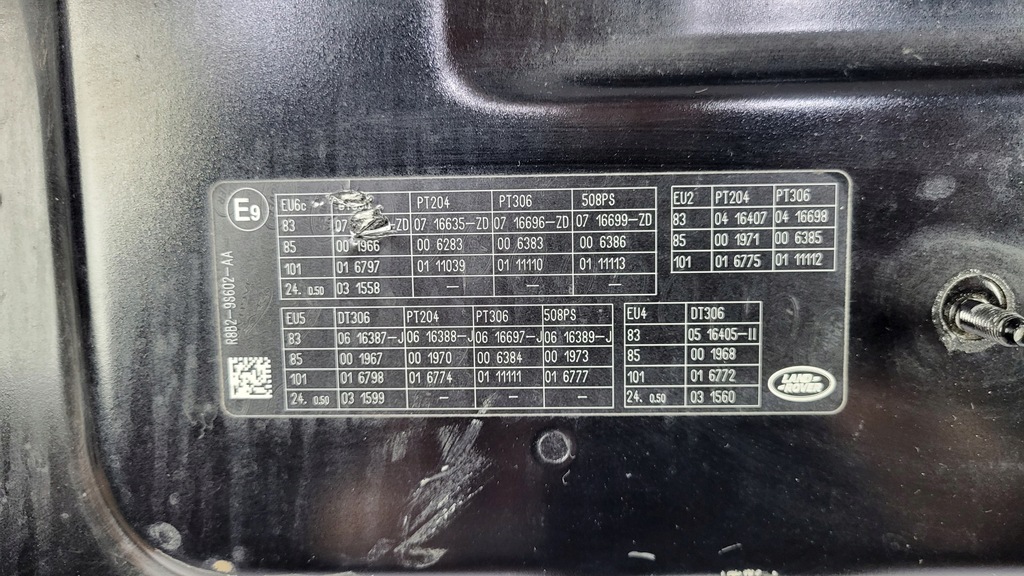 E9
R8B2-98602-AA
EU6c PT204 PT306 508PS
83 07 -ZD 07 16635-ZD 07 16696-ZD 07 16699-ZD
85 00 1966 00 6283 00 6383 00 6386
101 01 6797 01 11039 01 11110 01 11113
24. 0.50 03 1558 — — —
EU2 PT204 PT306
83 04 16407 04 16698
85 00 1971 00 6385
101 01 6775 01 11112
EU5 DT306 PT204 PT306 508PS
83 06 16387-J 06 16388-J 06 16697-J 06 16389-J
85 00 1967 00 1970 00 6384 00 1973
101 01 6798 01 6774 01 11111 01 6777
24. 0.50 03 1599 — — —
EU4 DT306
83 05 16405-II
85 00 1968
101 01 6772
24. 0.50 03 1560
LAND
ROVER